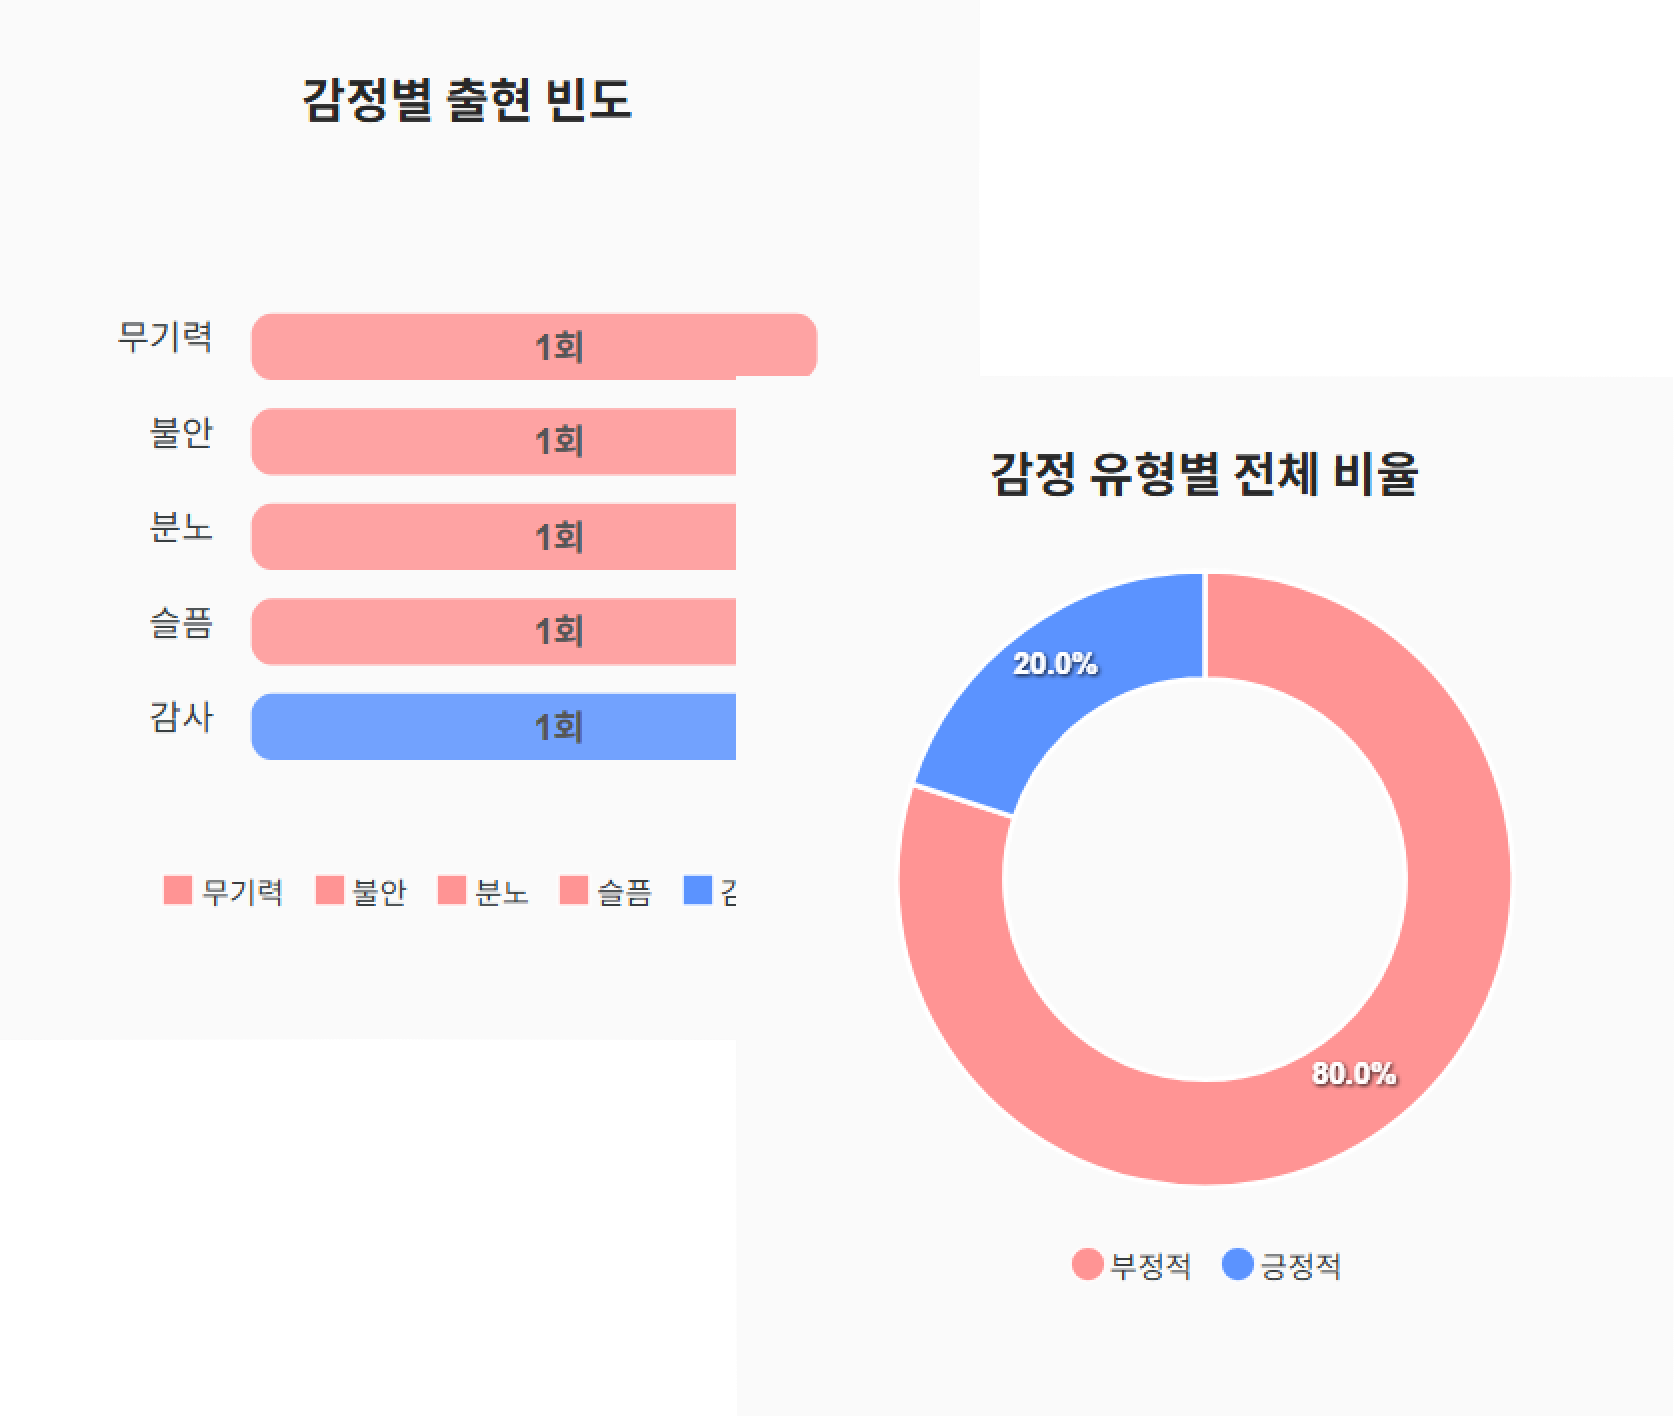 감정별 출현 빈도
무기력 1회
불안 1회
분노 1회
슬픔 1회
감사 1회
무기력 불안 분노 슬픔
감정 유형별 전체 비율
20.0%
80.0%
부정적 긍정적